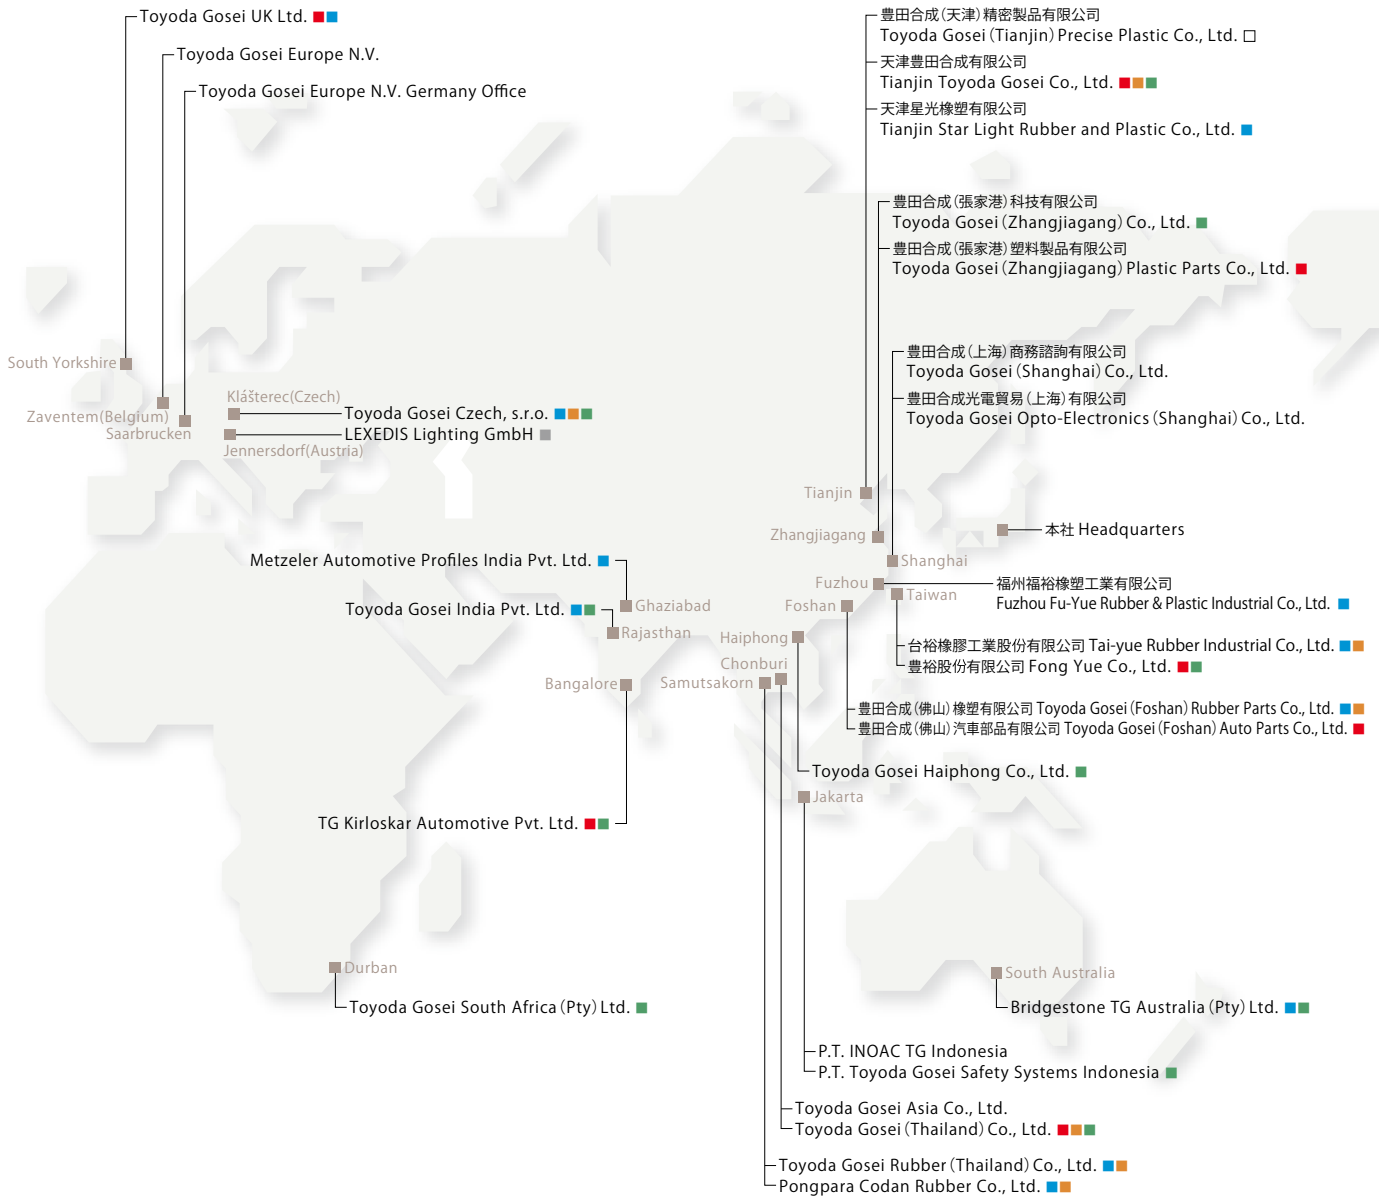 Toyoda Gosei UK Ltd.
Toyoda Gosei Europe N.V.
Toyoda Gosei Europe N.V. Germany Office
豊田合成(天津)精密製品有限公司
Toyoda Gosei (Tianjin) Precise Plastic Co., Ltd.
天津豊田合成有限公司
Tianjin Toyoda Gosei Co., Ltd.
天津星光橡塑有限公司
Tianjin Star Light Rubber and Plastic Co., Ltd.
豊田合成(張家港)科技有限公司
Toyoda Gosei (Zhangjiagang) Co., Ltd.
豊田合成(張家港)塑料製品有限公司
Toyoda Gosei (Zhangjiagang) Plastic Parts Co., Ltd.
豊田合成(上海)商務諮詢有限公司
Toyoda Gosei (Shanghai) Co., Ltd.
豊田合成光電貿易(上海)有限公司
Toyoda Gosei Opto-Electronics (Shanghai) Co., Ltd.
South Yorkshire
Zaventem(Belgium)
Saarbrucken
Klášterec(Czech)
Toyoda Gosei Czech, s.r.o.
LEXEDIS Lighting GmbH
Jennersdorf(Austria)
Tianjin
Zhangjiagang
本社 Headquarters
Shanghai
Metzeler Automotive Profiles India Pvt. Ltd.
Ghaziabad
Toyoda Gosei India Pvt. Ltd.
Rajasthan
Bangalore
Fuzhou
福州福裕橡塑工業有限公司
Fuzhou Fu-Yue Rubber & Plastic Industrial Co., Ltd.
Taiwan
Foshan
Haiphong
Chonburi
Samutsakorn
台裕橡膠工業股份有限公司 Tai-yue Rubber Industrial Co., Ltd.
豊裕股份有限公司 Fong Yue Co., Ltd.
豊田合成(佛山)橡塑有限公司 Toyoda Gosei (Foshan) Rubber Parts Co., Ltd.
豊田合成(佛山)汽車部品有限公司 Toyoda Gosei (Foshan) Auto Parts Co., Ltd.
Toyoda Gosei Haiphong Co., Ltd.
Jakarta
TG Kirloskar Automotive Pvt. Ltd.
Durban
Toyoda Gosei South Africa (Pty) Ltd.
South Australia
Bridgestone TG Australia (Pty) Ltd.
P.T. INOAC TG Indonesia
P.T. Toyoda Gosei Safety Systems Indonesia
Toyoda Gosei Asia Co., Ltd.
Toyoda Gosei (Thailand) Co., Ltd.
Toyoda Gosei Rubber (Thailand) Co., Ltd.
Pongpara Codan Rubber Co., Ltd.